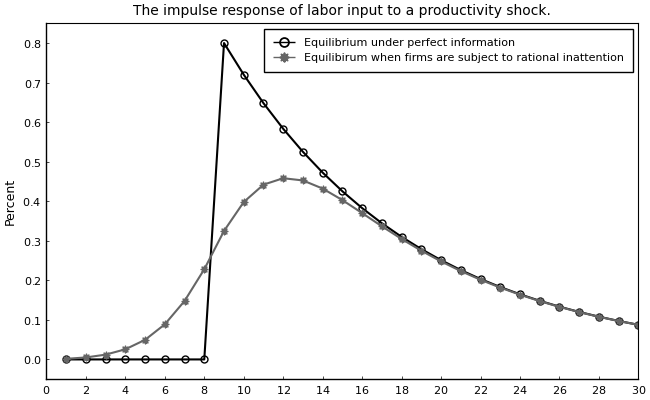 The impulse response of labor input to a productivity shock.
Equilibrium under perfect information
Equilibirum when firms are subject to rational inattention
Percent
0.8
0.7
0.6
0.5
0.4
0.3
0.2
0.1
0.0
0 2 4 6 8 10 12 14 16 18 20 22 24 26 28 30